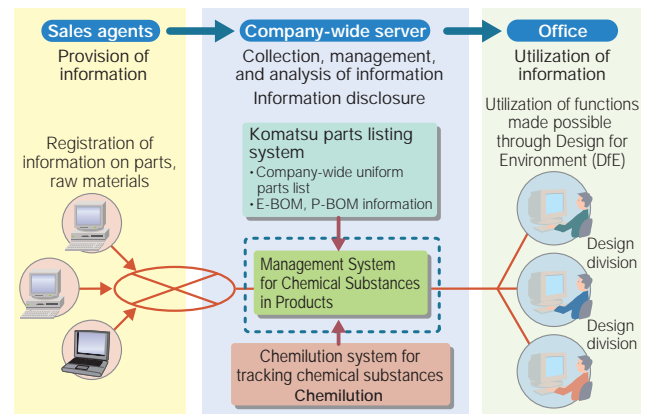 Sales agents
Provision of
information
Registration of
information on parts,
raw materials
Company-wide server
Collection, management,
and analysis of information
Information disclosure
Komatsu parts listing
system
・Company-wide uniform
parts list
・E-BOM, P-BOM information
Management System
for Chemical Substances
in Products
Chemilution system for
tracking chemical substances
Chemilution
Office
Utilization of
information
Utilization of functions
made possible
through Design for
Environment (DfE)
Design
division
Design
division